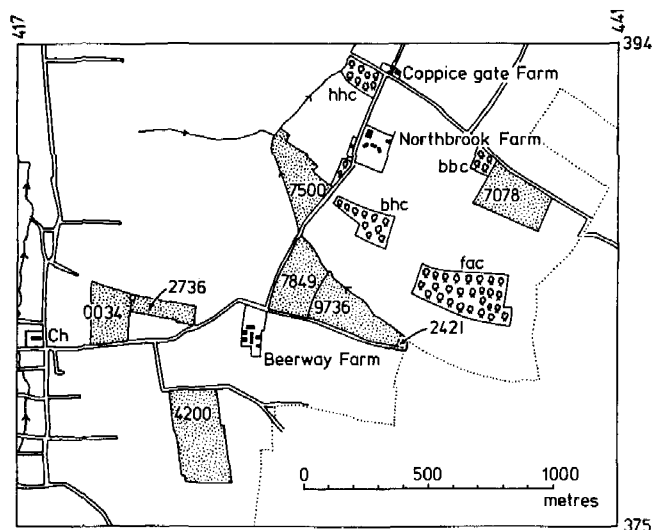 417
441
394
Coppice gate Farm
hhc
Northbrook Farm
bbc
7500
7078
bhc
fac
7849
2736
9736
0034
2421
Ch
Beerway Farm
4200
0 500 1000
metres
375